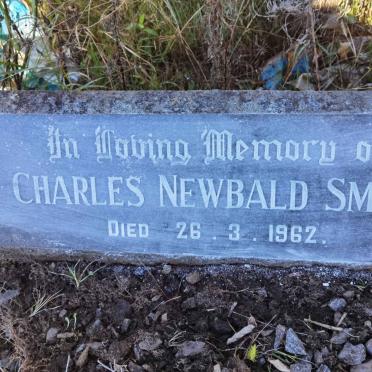 In Loving Memory o
CHARLES NEWBALD SM
DIED 26.3.1962.